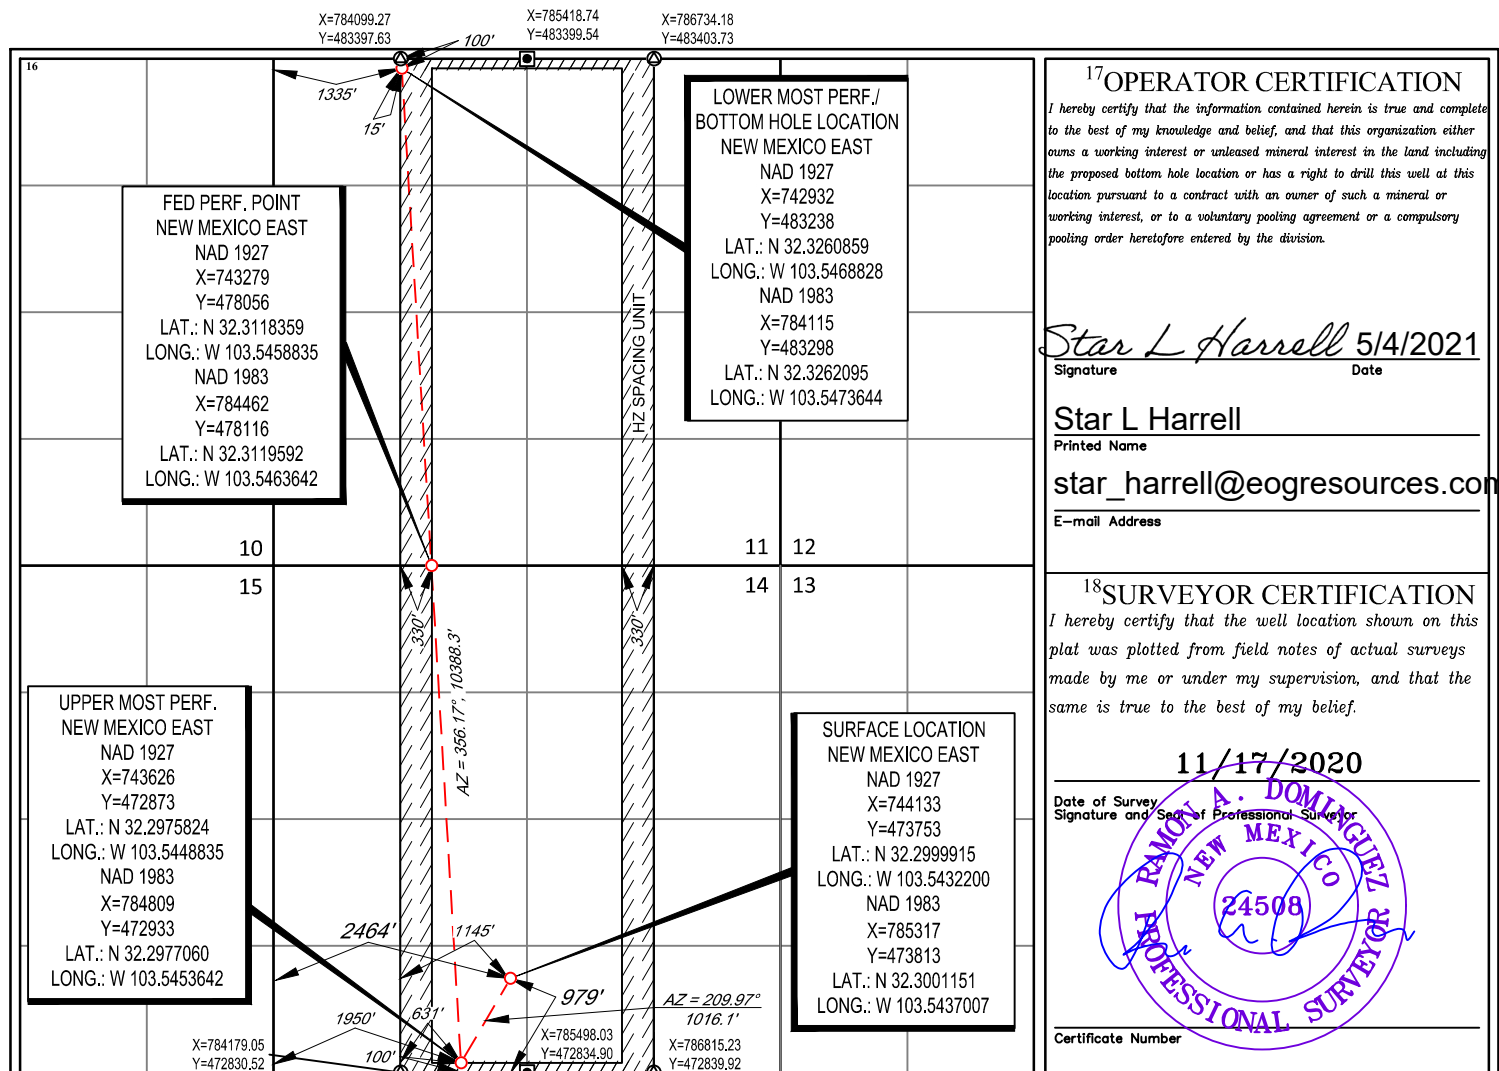 X=784099.27
Y=483397.63
X=785418.74
Y=483399.54
X=786734.18
Y=483403.73
100'
16
1335'
15'
LOWER MOST PERF./
BOTTOM HOLE LOCATION
NEW MEXICO EAST
NAD 1927
X=742932
Y=483238
LAT.: N 32.3260859
LONG.: W 103.5468828
NAD 1983
X=784115
Y=483298
LAT.: N 32.3262095
LONG.: W 103.5473644
FED PERF. POINT
NEW MEXICO EAST
NAD 1927
X=743279
Y=478056
LAT.: N 32.3118359
LONG.: W 103.5458835
NAD 1983
X=784462
Y=478116
LAT.: N 32.3119592
LONG.: W 103.5463642
HZ SPACING UNIT
10
11
12
15
14
13
330'
330'
AZ = 356.17°, 10388.3'
UPPER MOST PERF.
NEW MEXICO EAST
NAD 1927
X=743626
Y=472873
LAT.: N 32.2975824
LONG.: W 103.5448835
NAD 1983
X=784809
Y=472933
LAT.: N 32.2977060
LONG.: W 103.5453642
SURFACE LOCATION
NEW MEXICO EAST
NAD 1927
X=744133
Y=473753
LAT.: N 32.2999915
LONG.: W 103.5432200
NAD 1983
X=785317
Y=473813
LAT.: N 32.3001151
LONG.: W 103.5437007
2464'
1145'
979'
AZ = 209.97°
1016.1'
1950'
631'
100'
X=784179.05
Y=472830.52
X=785498.03
Y=472834.90
X=786815.23
Y=472839.92
17 OPERATOR CERTIFICATION
I hereby certify that the information contained herein is true and complete
to the best of my knowledge and belief, and that this organization either
owns a working interest or unleased mineral interest in the land including
the proposed bottom hole location or has a right to drill this well at this
location pursuant to a contract with an owner of such a mineral or
working interest, or to a voluntary pooling agreement or a compulsory
pooling order heretofore entered by the division.
Star L Harrell 5/4/2021
Signature Date
Star L Harrell
Printed Name
star_harrell@eogresources.com
E-mail Address
18 SURVEYOR CERTIFICATION
I hereby certify that the well location shown on this
plat was plotted from field notes of actual surveys
made by me or under my supervision, and that the
same is true to the best of my belief.
11/17/2020
Date of Survey
Signature and Seal of Professional Surveyor
RAMON A. DOMINGUEZ
NEW MEXICO
24508
PROFESSIONAL SURVEYOR
Certificate Number